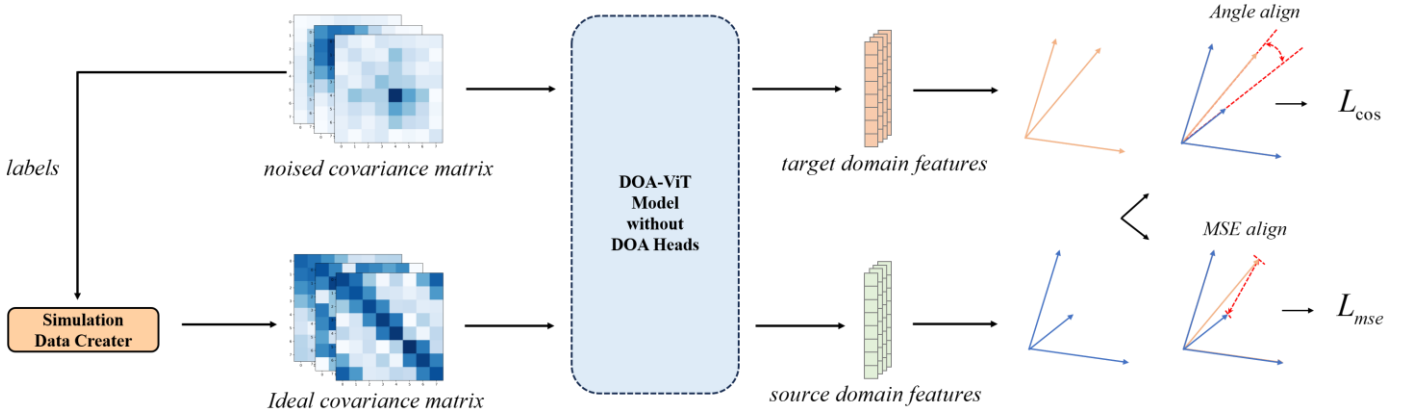 Angle align
L_cos
labels
noised covariance matrix
target domain features
DOA-ViT
Model
without
DOA Heads
MSE align
Simulation
Data Creater
L_mse
Ideal covariance matrix
source domain features